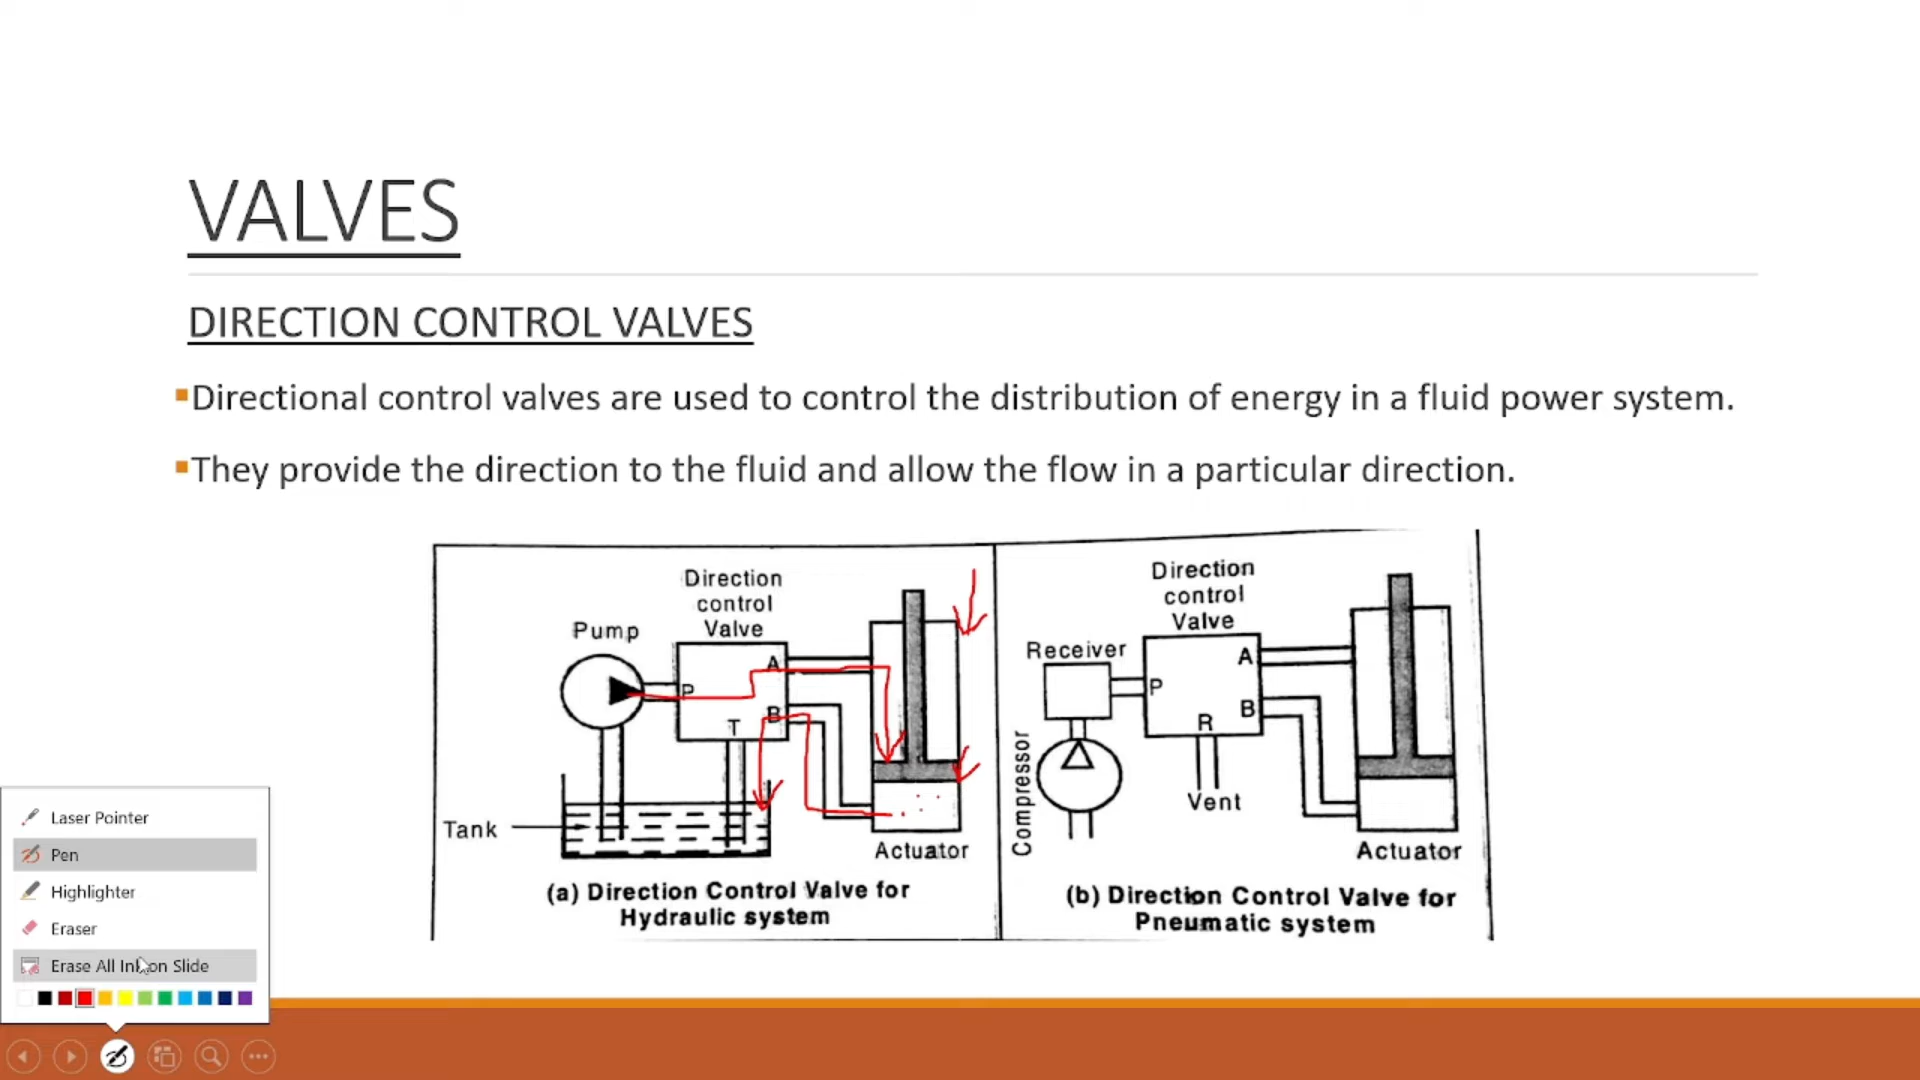 VALVES
DIRECTION CONTROL VALVES
Directional control valves are used to control the distribution of energy in a fluid power system.
They provide the direction to the fluid and allow the flow in a particular direction.
Direction
control
Valve
Pump
A
P
B
T
Tank
Actuator
(a) Direction Control Valve for
Hydraulic system
Direction
control
Valve
Receiver
A
P
B
R
Compressor
Vent
Actuator
(b) Direction Control Valve for
Pneumatic system
Laser Pointer
Pen
Highlighter
Eraser
Erase All Ink on Slide